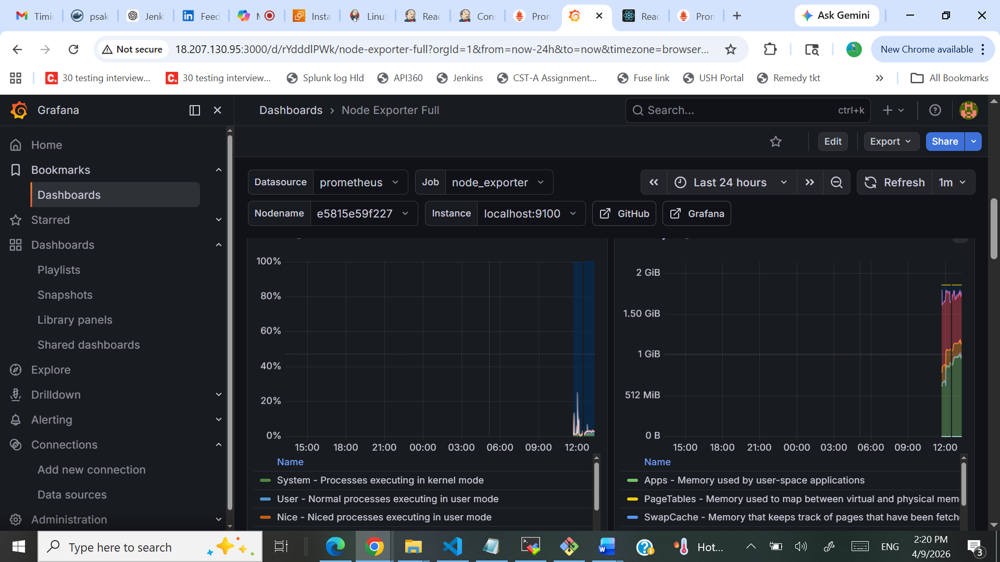 Timi
psak
Jenk
Feed
M
Insta
Linu
Reac
Con
Pron
Reac
Pron
Ask Gemini
Not secure
18.207.130.95:3000/d/rYdddlPWk/node-exporter-full?orgId=1&from=now-24h&to=now&timezone=browser...
New Chrome available
C. 30 testing interview...
C. 30 testing interview...
Splunk log Hld
API360
Jenkins
CST-A Assignment...
Fuse link
USH Portal
Remedy tkt
»
All Bookmarks
Grafana
Dashboards › Node Exporter Full
Search...
ctrl+k
Home
Bookmarks
Dashboards
Starred
Dashboards
Playlists
Snapshots
Library panels
Shared dashboards
Explore
Drilldown
Alerting
Connections
Add new connection
Data sources
Administration
Edit
Export
Share
Datasource prometheus
Job node_exporter
Last 24 hours
Refresh 1m
Nodename e5815e59f227
Instance localhost:9100
GitHub
Grafana
100%
80%
60%
40%
20%
0%
15:00 18:00 21:00 00:00 03:00 06:00 09:00 12:00
Name
System - Processes executing in kernel mode
User - Normal processes executing in user mode
Nice - Niced processes executing in user mode
2 GiB
1.50 GiB
1 GiB
512 MiB
0 B
15:00 18:00 21:00 00:00 03:00 06:00 09:00 12:00
Name
Apps - Memory used by user-space applications
PageTables - Memory used to map between virtual and physical mem
SwapCache - Memory that keeps track of pages that have been fetch
Type here to search
Hot...
ENG
2:20 PM
4/9/2026
3